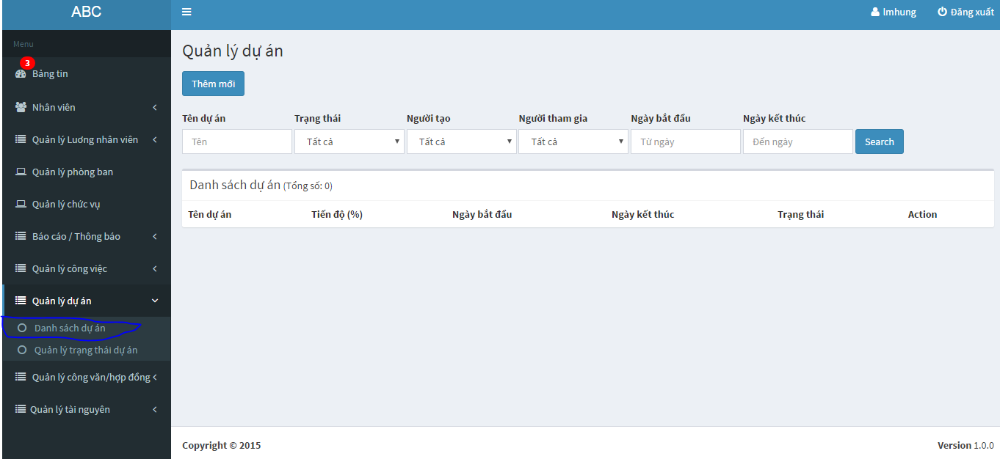 ABC
lmhung Đăng xuất
Menu
3
Bảng tin
Nhân viên
Quản lý Lương nhân viên
Quản lý phòng ban
Quản lý chức vụ
Báo cáo / Thông báo
Quản lý công việc
Quản lý dự án
Danh sách dự án
Quản lý trạng thái dự án
Quản lý công văn/hợp đồng
Quản lý tài nguyên
Quản lý dự án
Thêm mới
Tên dự án Trạng thái Người tạo Người tham gia Ngày bắt đầu Ngày kết thúc
Tên Tất cả Tất cả Tất cả Từ ngày Đến ngày Search
Danh sách dự án (Tổng số: 0)
Tên dự án Tiến độ (%) Ngày bắt đầu Ngày kết thúc Trạng thái Action
Copyright © 2015 Version 1.0.0